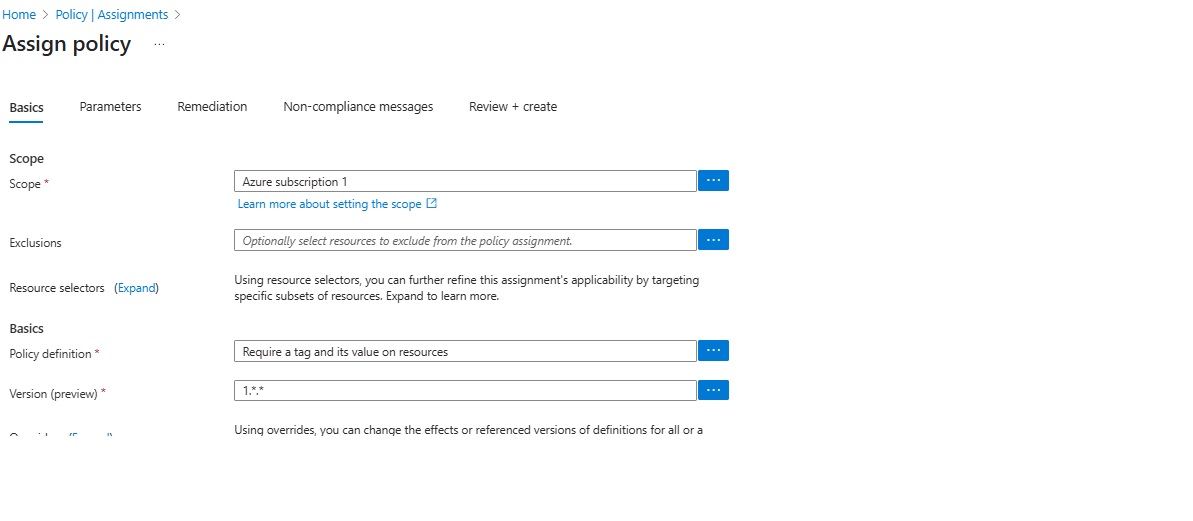 Home > Policy | Assignments >
Assign policy ...
Basics Parameters Remediation Non-compliance messages Review + create
Scope
Scope * Azure subscription 1 ...
Learn more about setting the scope
Exclusions Optionally select resources to exclude from the policy assignment. ...
Resource selectors (Expand) Using resource selectors, you can further refine this assignment's applicability by targeting
specific subsets of resources. Expand to learn more.
Basics
Policy definition * Require a tag and its value on resources ...
Version (preview) * 1.*.* ...
Using overrides, you can change the effects or referenced versions of definitions for all or a